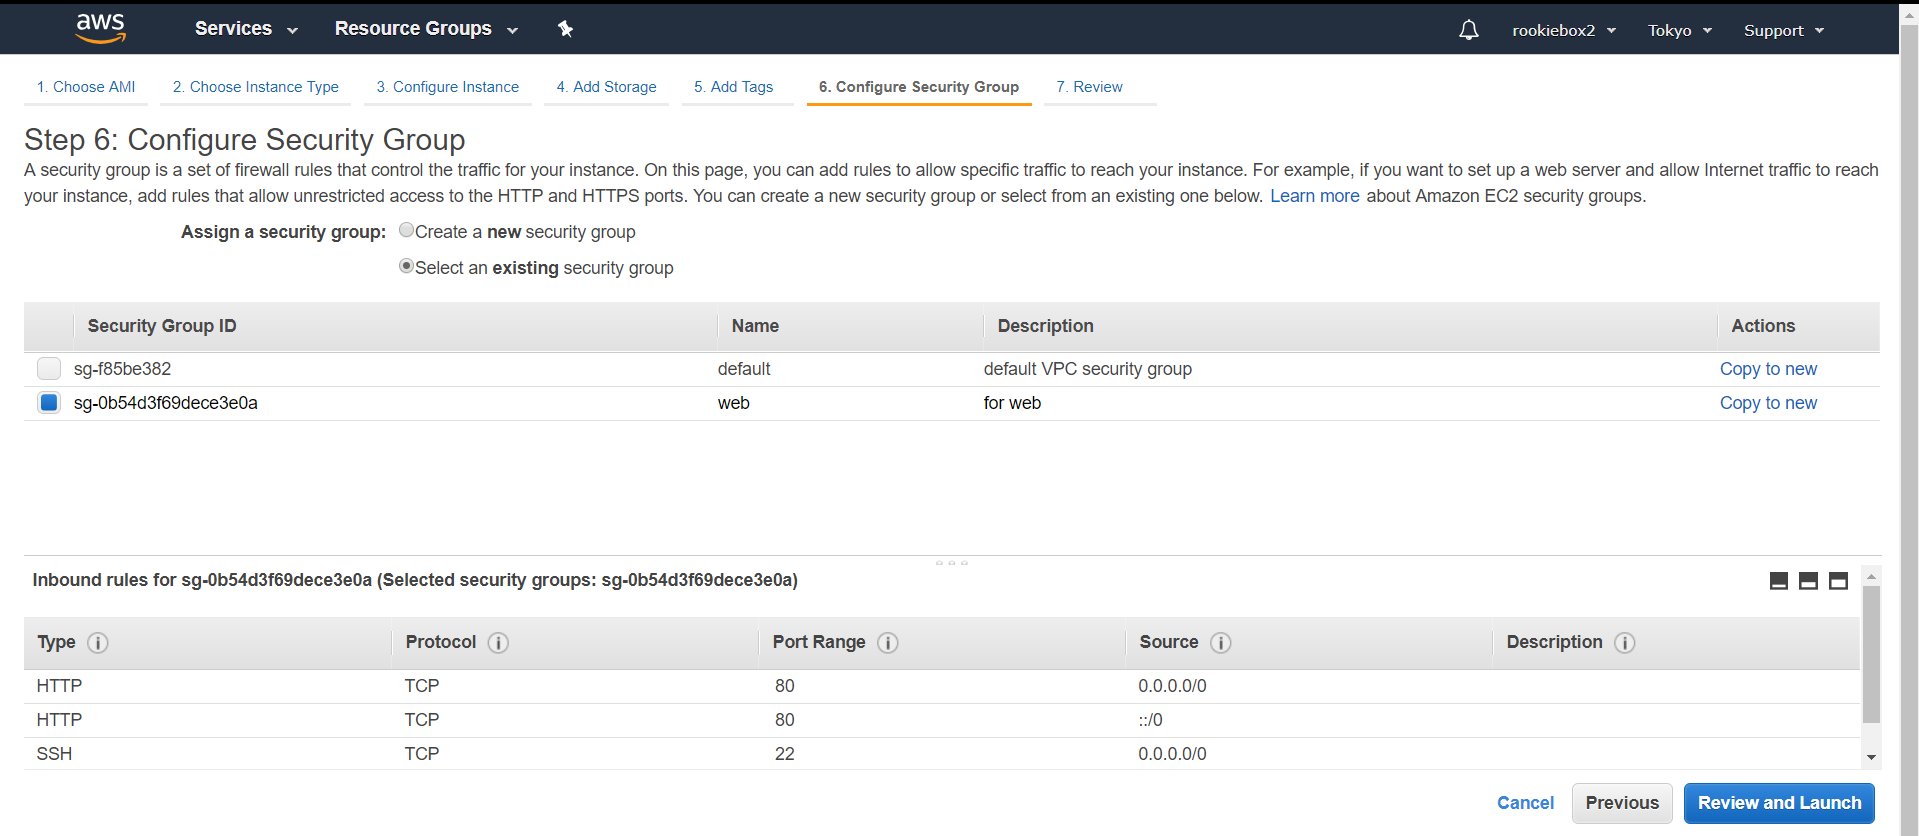 aws Services Resource Groups rookiebox2 Tokyo Support
1. Choose AMI 2. Choose Instance Type 3. Configure Instance 4. Add Storage 5. Add Tags 6. Configure Security Group 7. Review
Step 6: Configure Security Group
A security group is a set of firewall rules that control the traffic for your instance. On this page, you can add rules to allow specific traffic to reach your instance. For example, if you want to set up a web server and allow Internet traffic to reach
your instance, add rules that allow unrestricted access to the HTTP and HTTPS ports. You can create a new security group or select from an existing one below. Learn more about Amazon EC2 security groups.
Assign a security group: Create a new security group
Select an existing security group
Security Group ID Name Description Actions
sg-f85be382 default default VPC security group Copy to new
sg-0b54d3f69dece3e0a web for web Copy to new
Inbound rules for sg-0b54d3f69dece3e0a (Selected security groups: sg-0b54d3f69dece3e0a)
Type Protocol Port Range Source Description
HTTP TCP 80 0.0.0.0/0
HTTP TCP 80 ::/0
SSH TCP 22 0.0.0.0/0
Cancel Previous Review and Launch